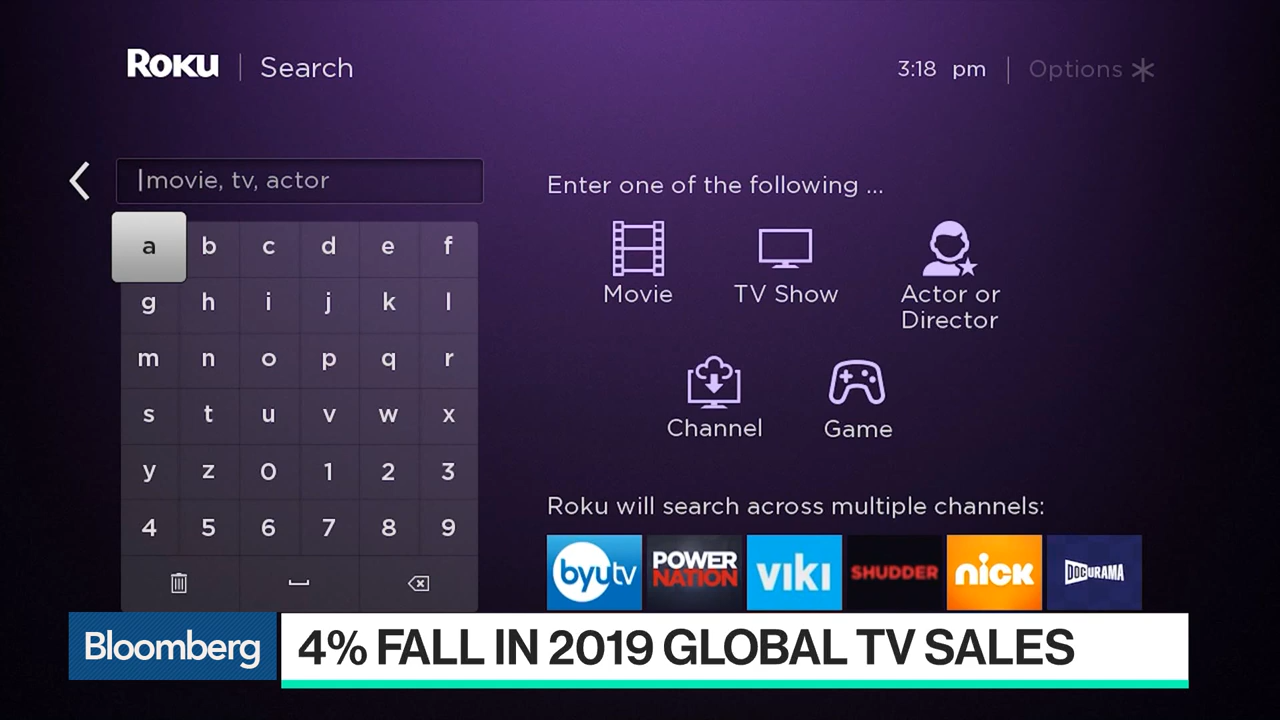 Roku | Search
3:18 pm | Options
movie, tv, actor
a b c d e f
g h i j k l
m n o p q r
s t u v w x
y z 0 1 2 3
4 5 6 7 8 9
Enter one of the following ...
Movie
TV Show
Actor or
Director
Channel
Game
Roku will search across multiple channels:
byutv
POWER
NATION
VIKI
SHUDDER
nick
DOCURAMA
Bloomberg
4% FALL IN 2019 GLOBAL TV SALES